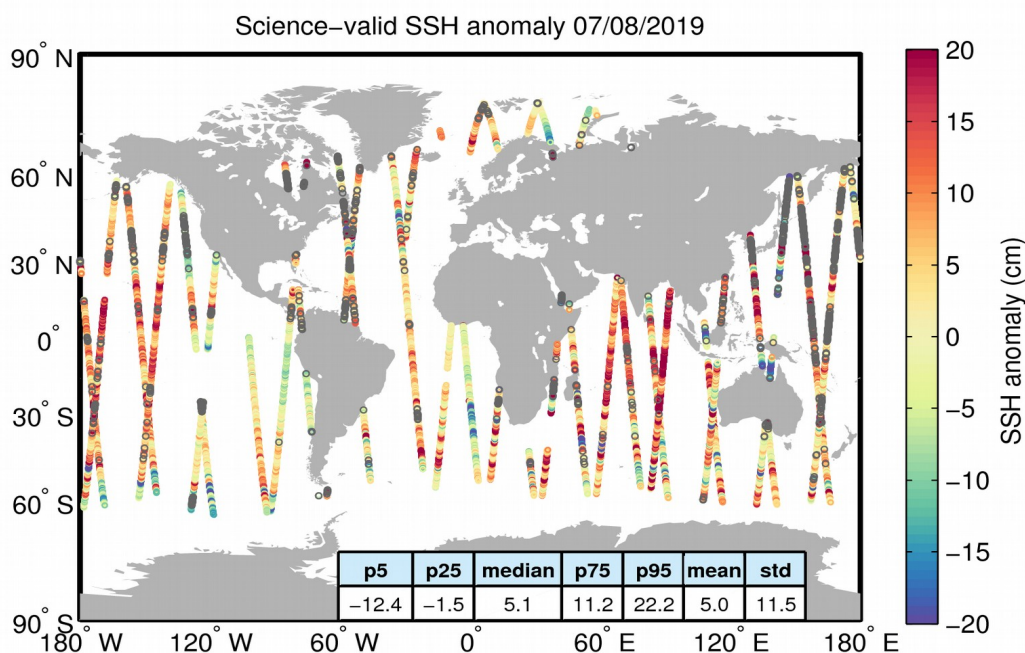 Science−valid SSH anomaly 07/08/2019
90° N
60° N
30° N
0°
30° S
60° S
90° S
180° W
120° W
60° W
0°
60° E
120° E
180° E
p5 p25 median p75 p95 mean std
−12.4 −1.5 5.1 11.2 22.2 5.0 11.5
20
15
10
5
0
−5
−10
−15
−20
SSH anomaly (cm)